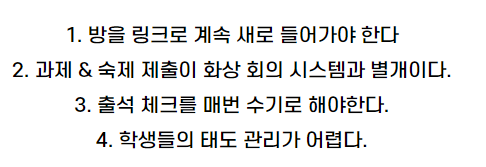 1. 방을 링크로 계속 새로 들어가야 한다
2. 과제 & 숙제 제출이 화상 회의 시스템과 별개이다.
3. 출석 체크를 매번 수기로 해야한다.
4. 학생들의 태도 관리가 어렵다.